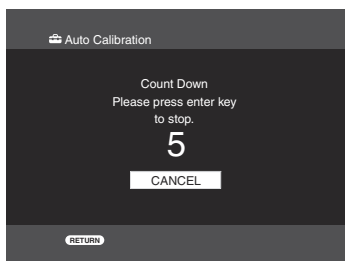 Auto Calibration
Count Down
Please press enter key
to stop.
5
CANCEL
RETURN